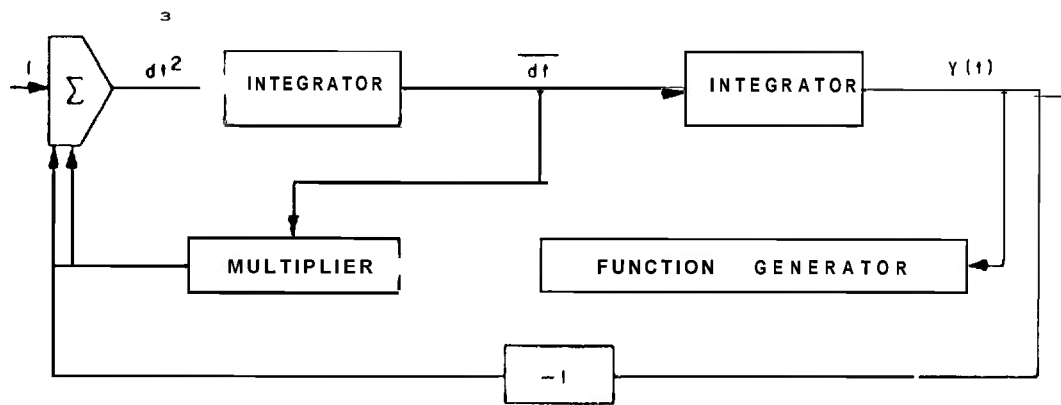 3
1 Σ dt² INTEGRATOR dt INTEGRATOR Y(t)
MULTIPLIER FUNCTION GENERATOR
-1